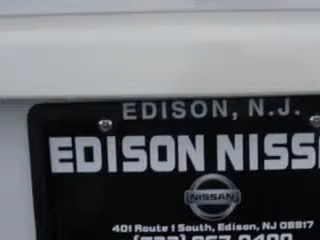 EDISON, N.J.
EDISON NISS
NISSAN
401 Route 1 South, Edison, NJ 08817